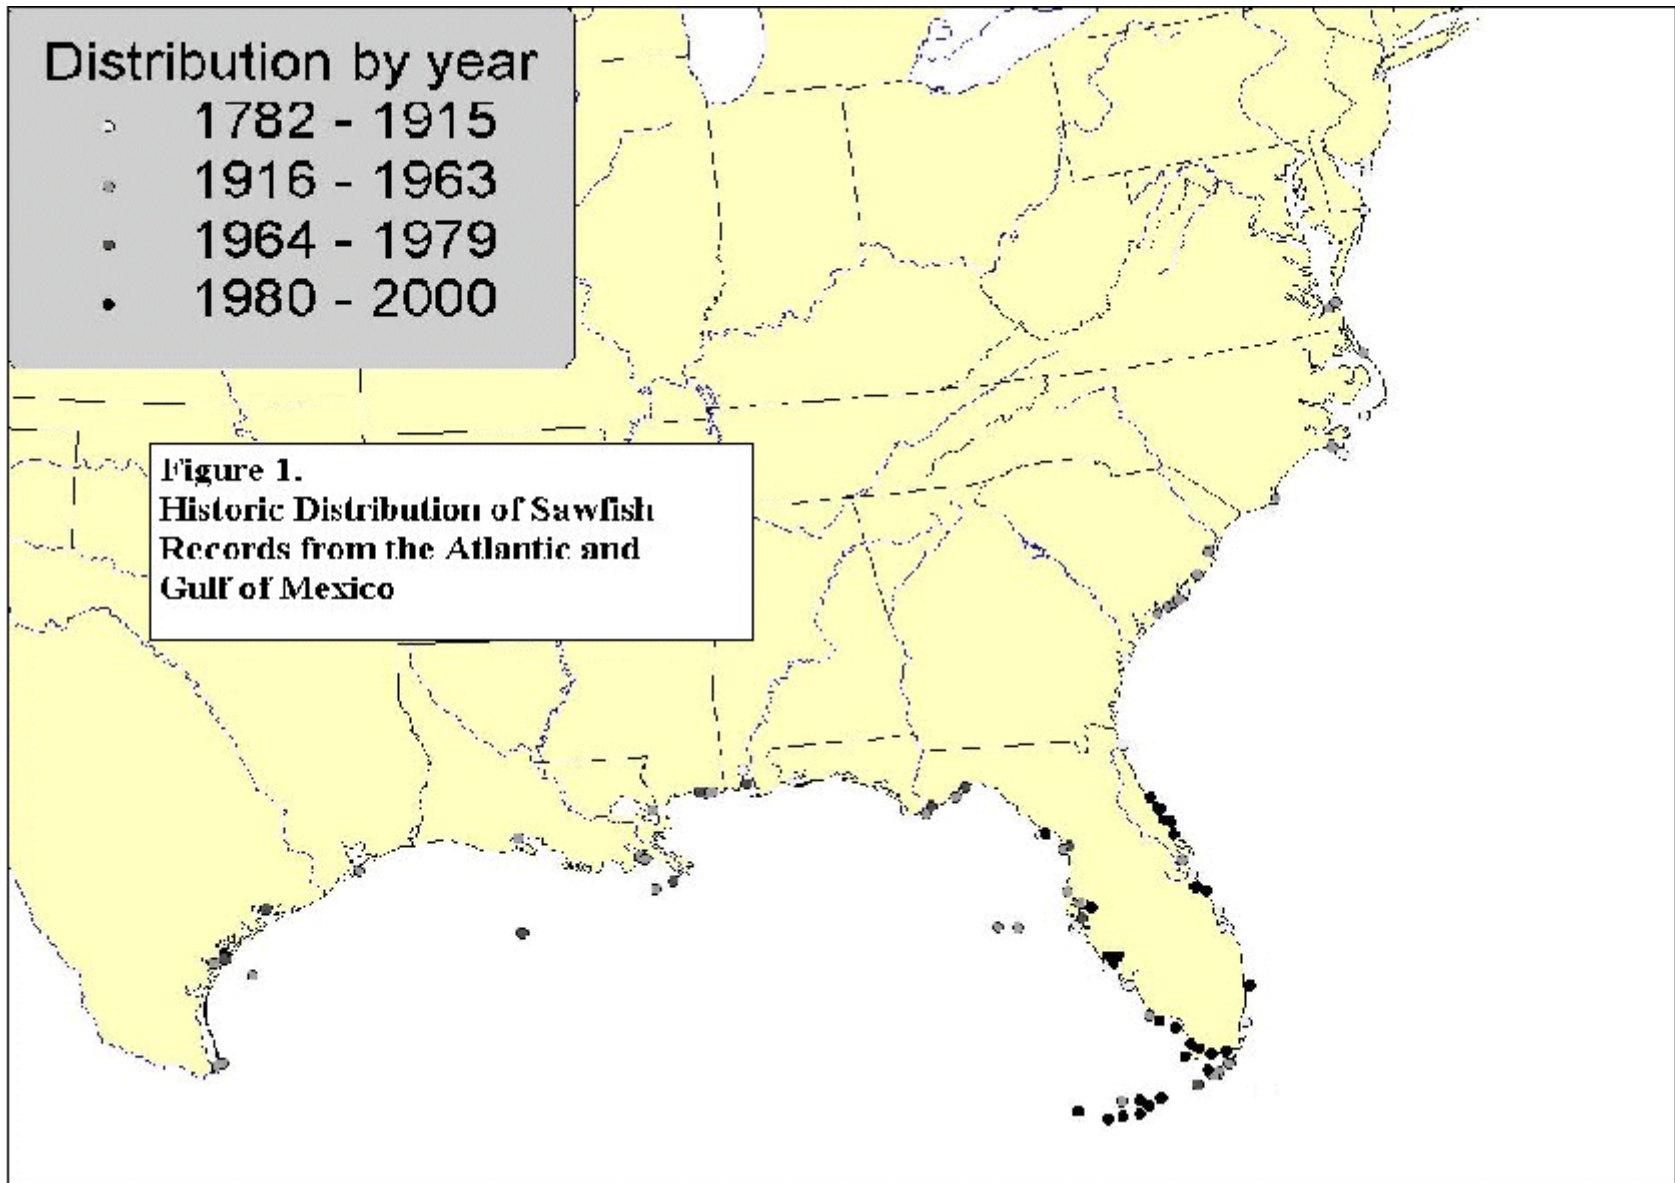 Distribution by year
1782 - 1915
1916 - 1963
1964 - 1979
1980 - 2000
Figure 1.
Historic Distribution of Sawfish
Records from the Atlantic and
Gulf of Mexico